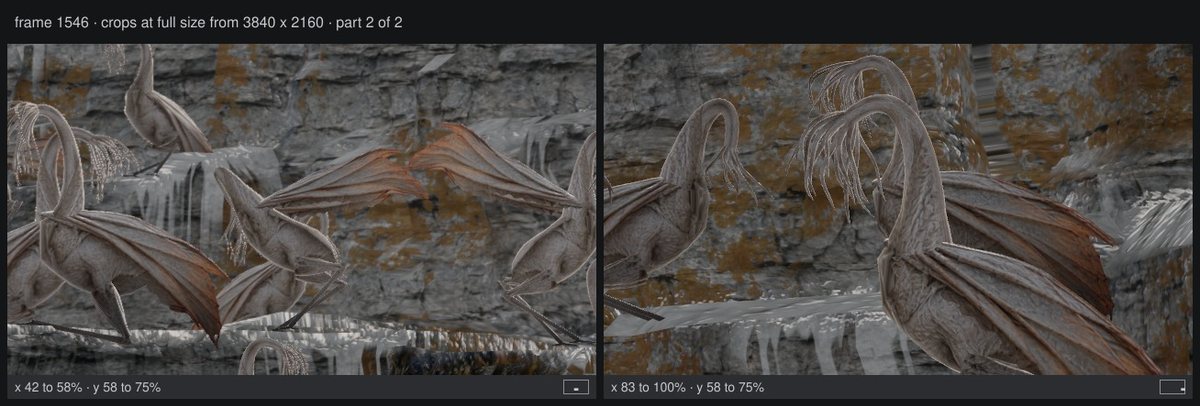 frame 1546 · crops at full size from 3840 x 2160 · part 2 of 2
x 42 to 58% · y 58 to 75%
x 83 to 100% · y 58 to 75%